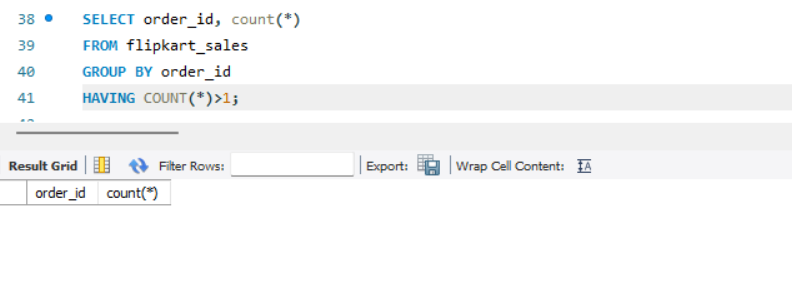 38 SELECT order_id, count(*)
39 FROM flipkart_sales
40 GROUP BY order_id
41 HAVING COUNT(*)>1;
Result Grid Filter Rows: Export: Wrap Cell Content: IA
order_id count(*)